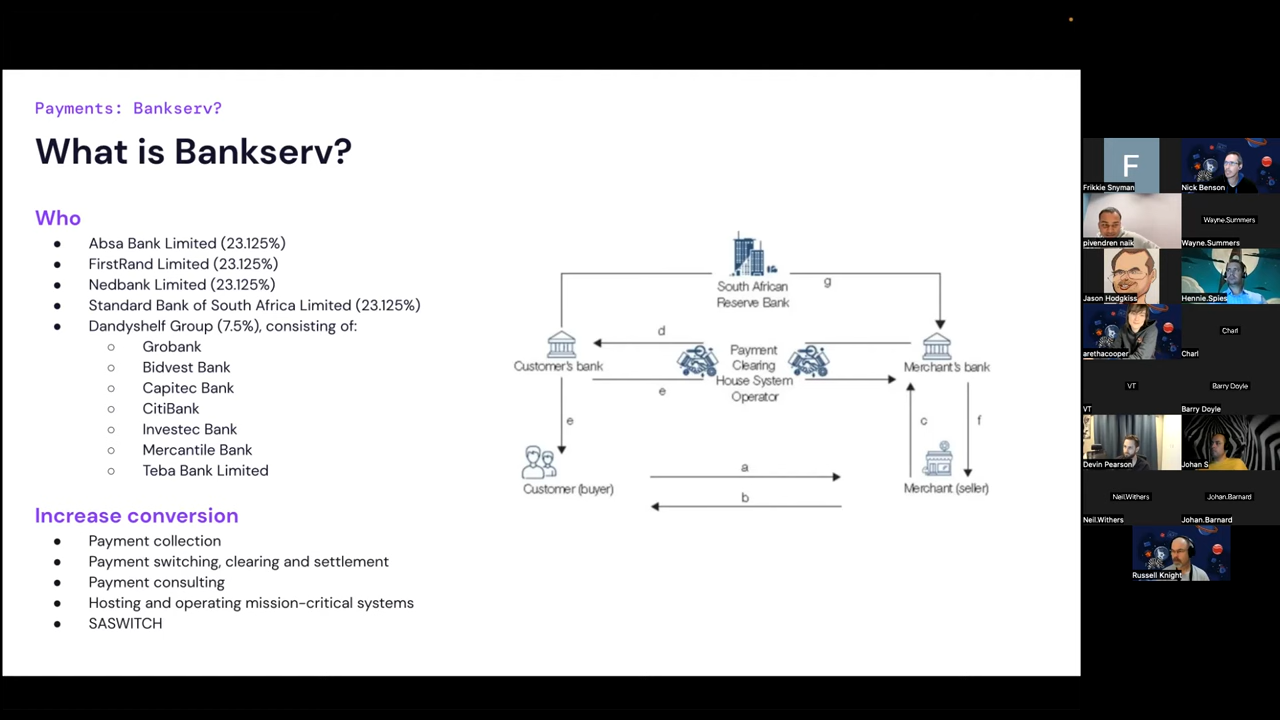 Payments: Bankserv?
What is Bankserv?
Who
● Absa Bank Limited (23.125%)
● FirstRand Limited (23.125%)
● Nedbank Limited (23.125%)
● Standard Bank of South Africa Limited (23.125%)
● Dandyshelf Group (7.5%), consisting of:
○ Grobank
○ Bidvest Bank
○ Capitec Bank
○ CitiBank
○ Investec Bank
○ Mercantile Bank
○ Teba Bank Limited
Increase conversion
● Payment collection
● Payment switching, clearing and settlement
● Payment consulting
● Hosting and operating mission-critical systems
● SASWITCH
South African
Reserve Bank
g
d
Customer's bank
Payment
Clearing
House System
Operator
Merchant's bank
e
e
c
f
Customer (buyer)
a
b
Merchant (seller)
F
Frikkie Snyman
Nick Benson
pivendren naik
Wayne.Summers
Wayne.Summers
Jason Hodgkiss
Hennie.Spies
arethacooper
Charl
Charl
VT
VT
Barry Doyle
Barry Doyle
Devin Pearson
Johan S
Neil.Withers
Neil.Withers
Johan.Barnard
Johan.Barnard
Russell Knight